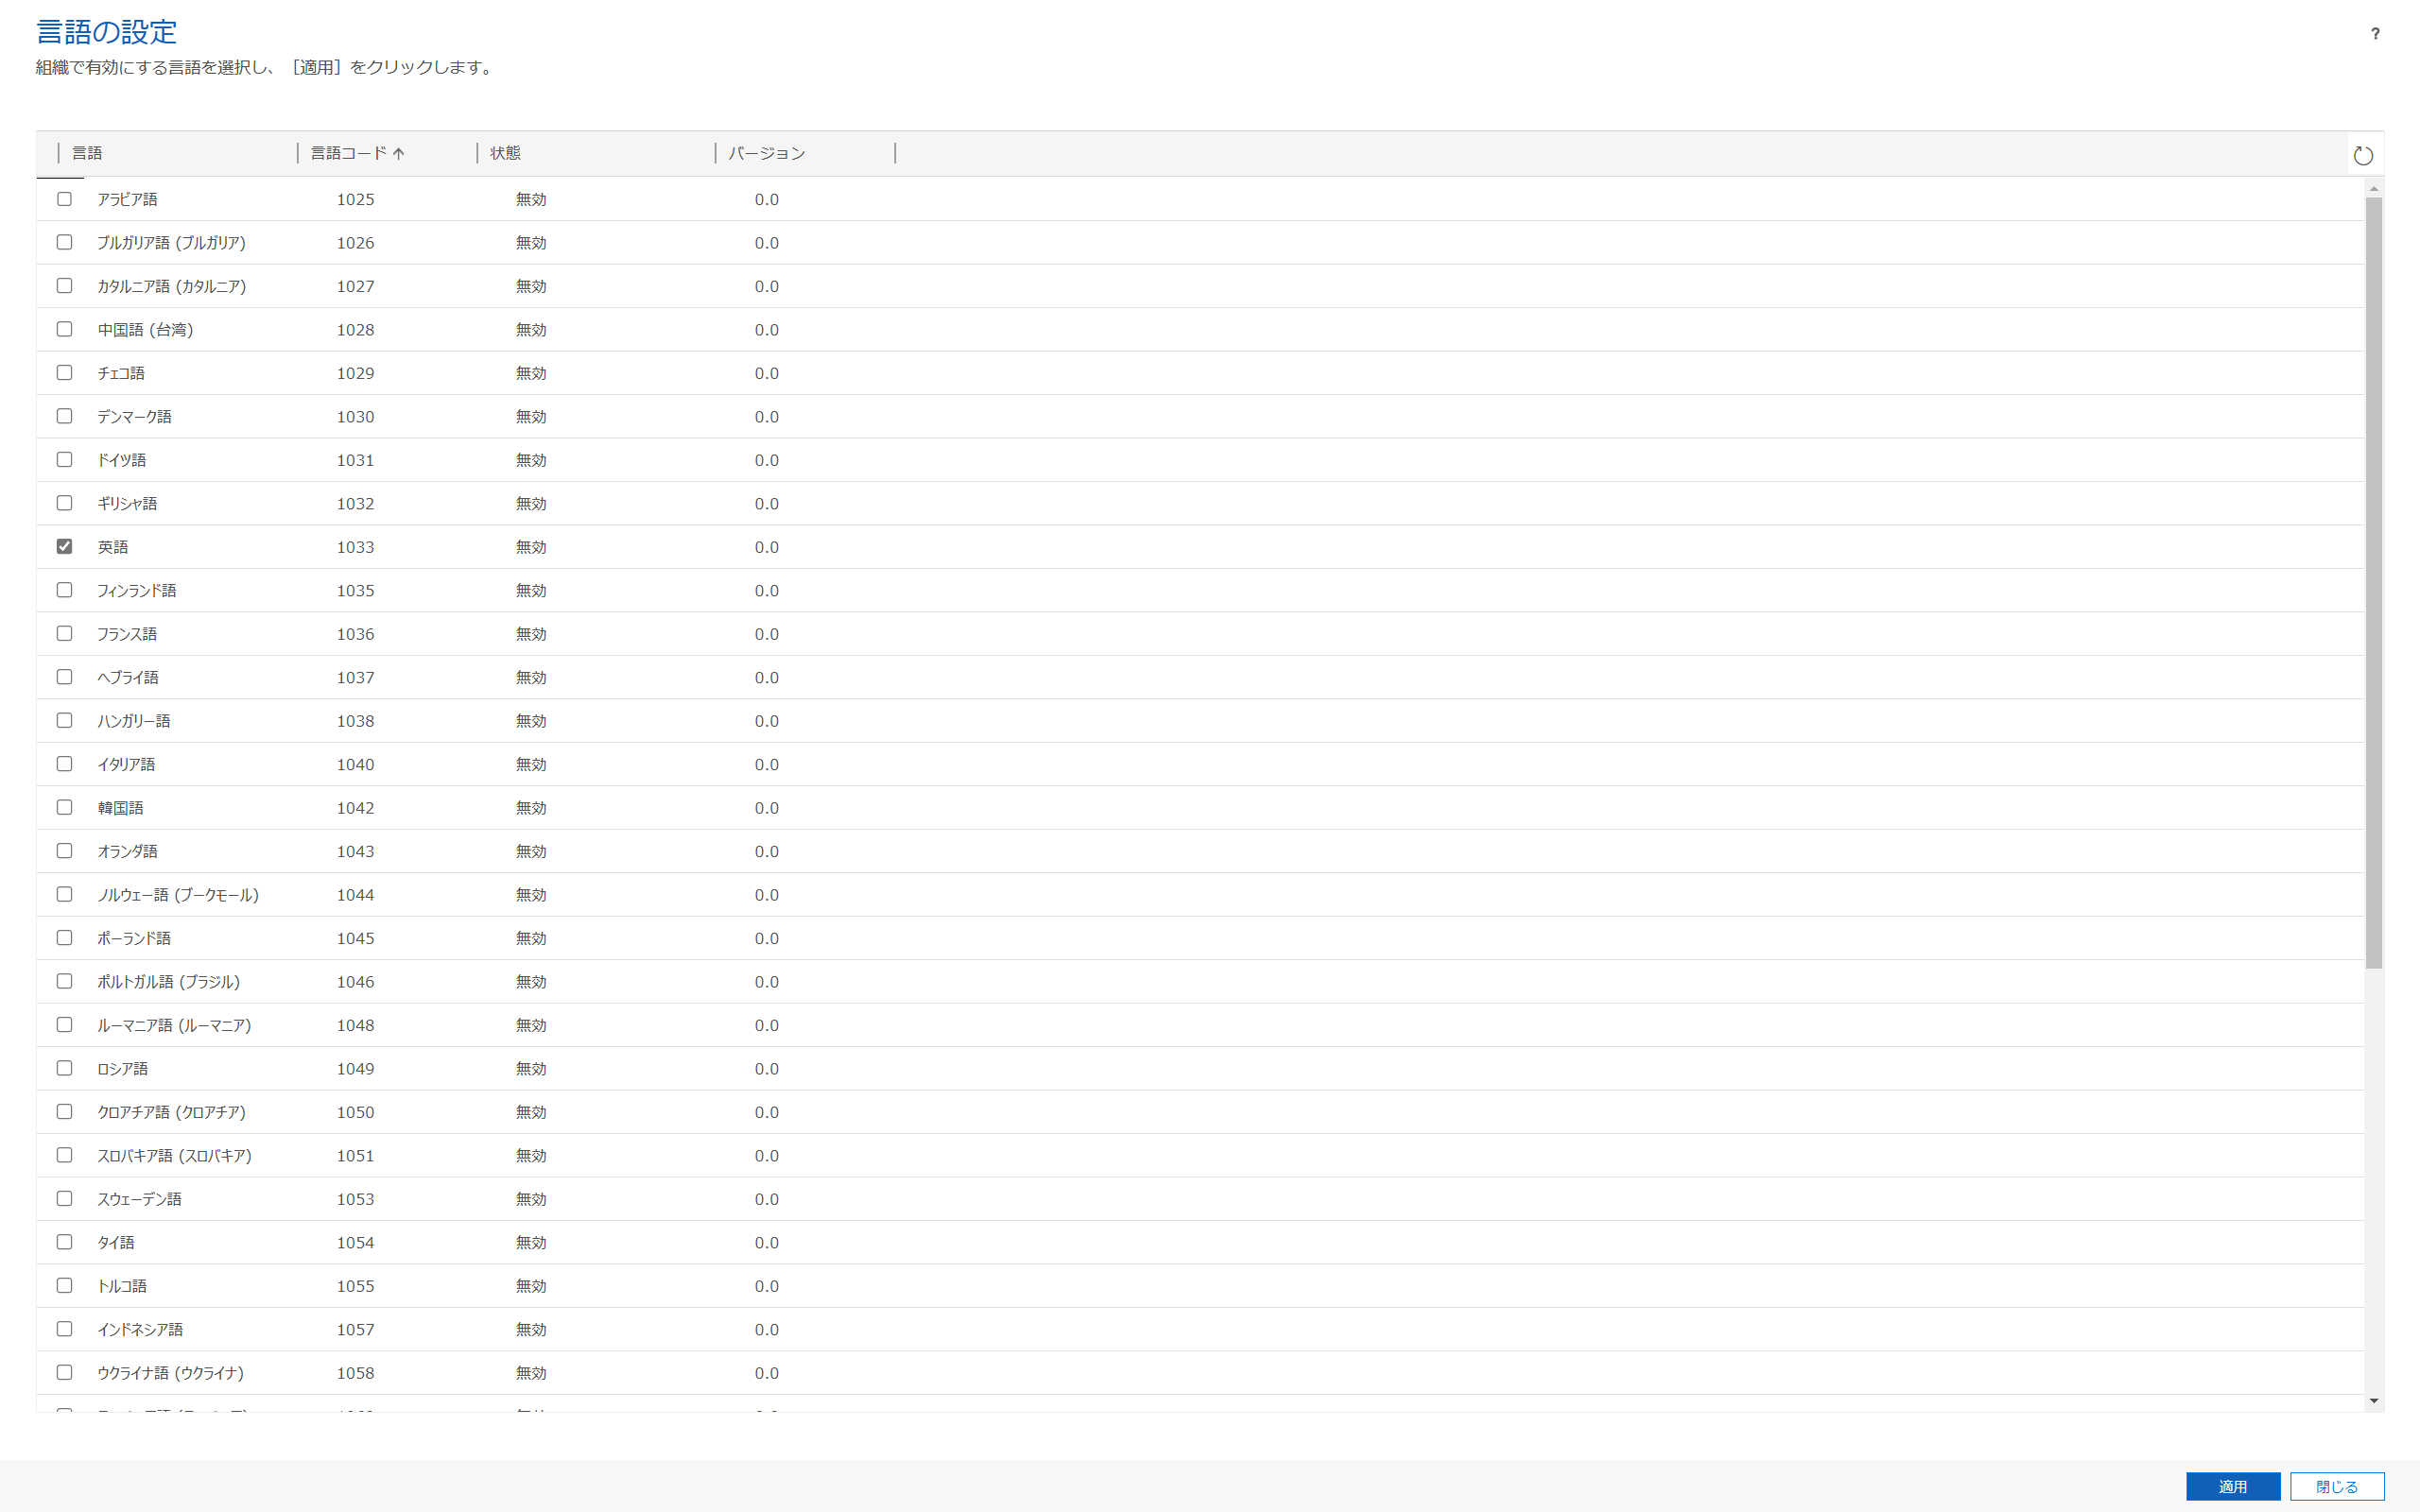 言語の設定
?
組織で有効にする言語を選択し、［適用］をクリックします。
言語 言語コード 状態 バージョン
アラビア語 1025 無効 0.0
ブルガリア語 (ブルガリア) 1026 無効 0.0
カタルニア語 (カタルニア) 1027 無効 0.0
中国語 (台湾) 1028 無効 0.0
チェコ語 1029 無効 0.0
デンマーク語 1030 無効 0.0
ドイツ語 1031 無効 0.0
ギリシャ語 1032 無効 0.0
英語 1033 無効 0.0
フィンランド語 1035 無効 0.0
フランス語 1036 無効 0.0
ヘブライ語 1037 無効 0.0
ハンガリー語 1038 無効 0.0
イタリア語 1040 無効 0.0
韓国語 1042 無効 0.0
オランダ語 1043 無効 0.0
ノルウェー語 (ブークモール) 1044 無効 0.0
ポーランド語 1045 無効 0.0
ポルトガル語 (ブラジル) 1046 無効 0.0
ルーマニア語 (ルーマニア) 1048 無効 0.0
ロシア語 1049 無効 0.0
クロアチア語 (クロアチア) 1050 無効 0.0
スロバキア語 (スロバキア) 1051 無効 0.0
スウェーデン語 1053 無効 0.0
タイ語 1054 無効 0.0
トルコ語 1055 無効 0.0
インドネシア語 1057 無効 0.0
ウクライナ語 (ウクライナ) 1058 無効 0.0
適用 閉じる